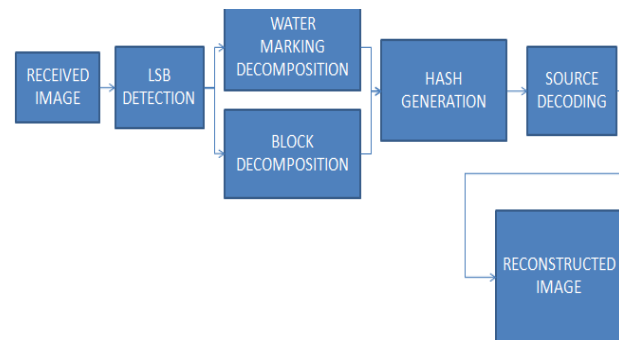 RECEIVED
IMAGE
LSB
DETECTION
WATER
MARKING
DECOMPOSITION
BLOCK
DECOMPOSITION
HASH
GENERATION
SOURCE
DECODING
RECONSTRUCTED
IMAGE